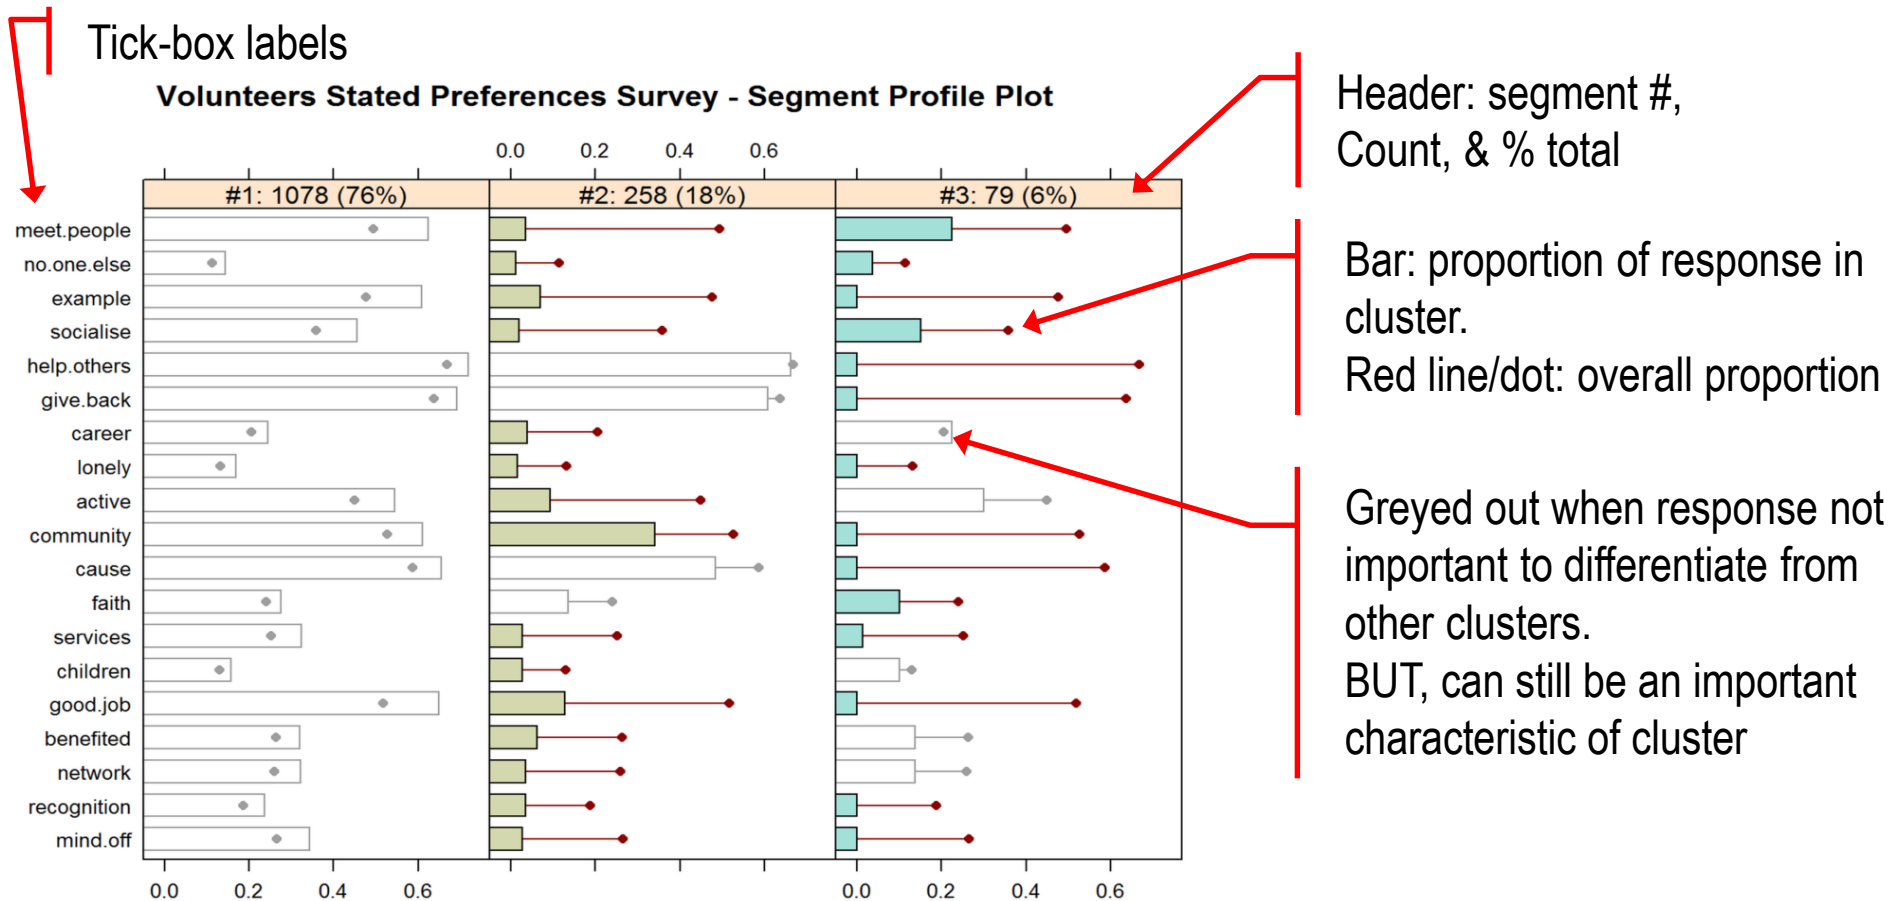 Tick-box labels
Volunteers Stated Preferences Survey - Segment Profile Plot
0.0 0.2 0.4 0.6
#1: 1078 (76%) #2: 258 (18%) #3: 79 (6%)
meet.people
no.one.else
example
socialise
help.others
give.back
career
lonely
active
community
cause
faith
services
children
good.job
benefited
network
recognition
mind.off
0.0 0.2 0.4 0.6 0.0 0.2 0.4 0.6
Header: segment #,
Count, & % total
Bar: proportion of response in
cluster.
Red line/dot: overall proportion
Greyed out when response not
important to differentiate from
other clusters.
BUT, can still be an important
characteristic of cluster